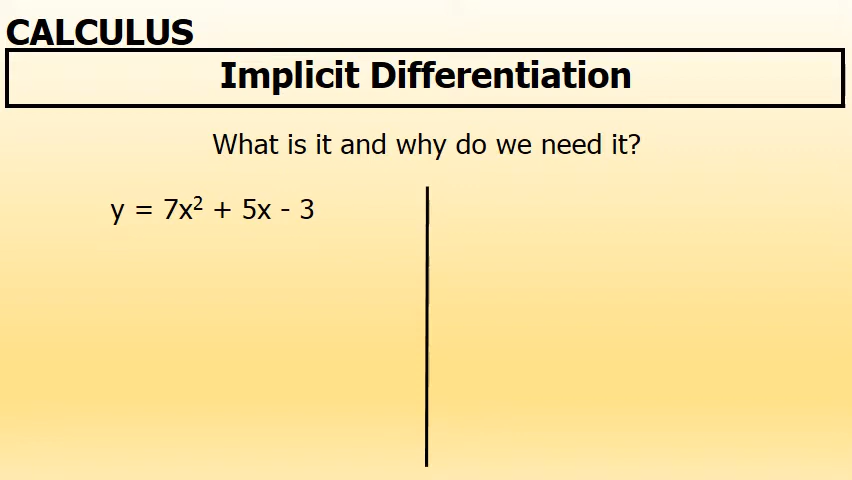 CALCULUS
Implicit Differentiation
What is it and why do we need it?
y = 7x² + 5x - 3